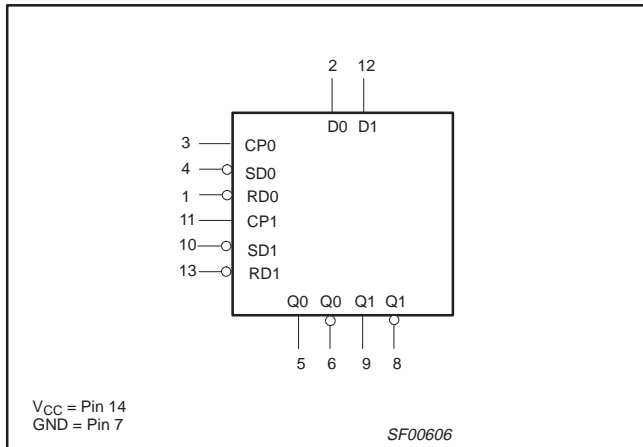 2 12
D0 D1
3 CP0
4 SD0
1 RD0
11 CP1
10 SD1
13 RD1
Q0 Q0 Q1 Q1
5 6 9 8
VCC = Pin 14
GND = Pin 7
SF00606